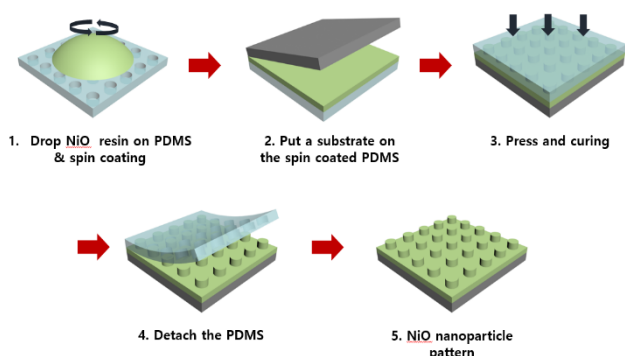 1. Drop NiO resin on PDMS
& spin coating
2. Put a substrate on
the spin coated PDMS
3. Press and curing
4. Detach the PDMS
5. NiO nanoparticle
pattern